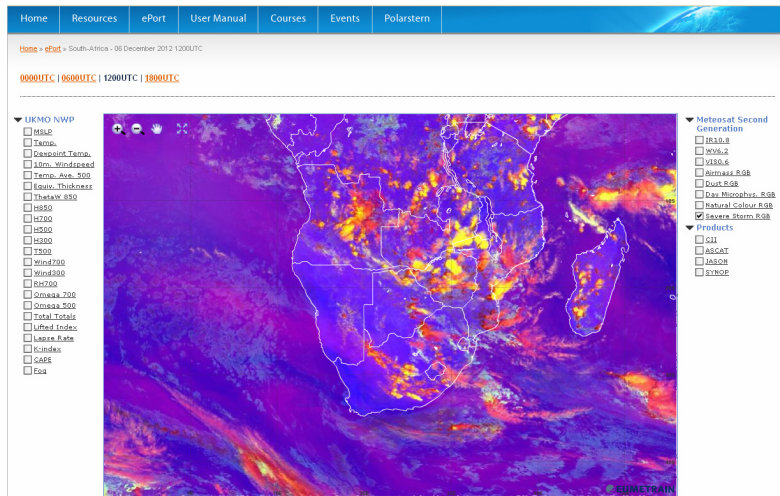 Home Resources ePort User Manual Courses Events Polarstern
Home » ePort » South-Africa - 06 December 2012 1200UTC
0000UTC | 0600UTC | 1200UTC | 1800UTC
UKMO NWP
MSLP
Temp.
Dewpoint Temp.
10m. Windspeed
Temp. Ave. 500
Equiv. Thickness
ThetaW 850
H850
H700
H500
H300
T500
Wind700
Wind300
RH700
Omega 700
Omega 500
Total Totals
Lifted Index
Lapse Rate
K-index
CAPE
Fog
Meteosat Second
Generation
IR10.8
WV6.2
VIS0.6
Airmass RGB
Dust RGB
Day Microphys. RGB
Natural Colour RGB
Severe Storm RGB
Products
CII
ASCAT
JASON
SYNOP
10S
EUMETRAIN